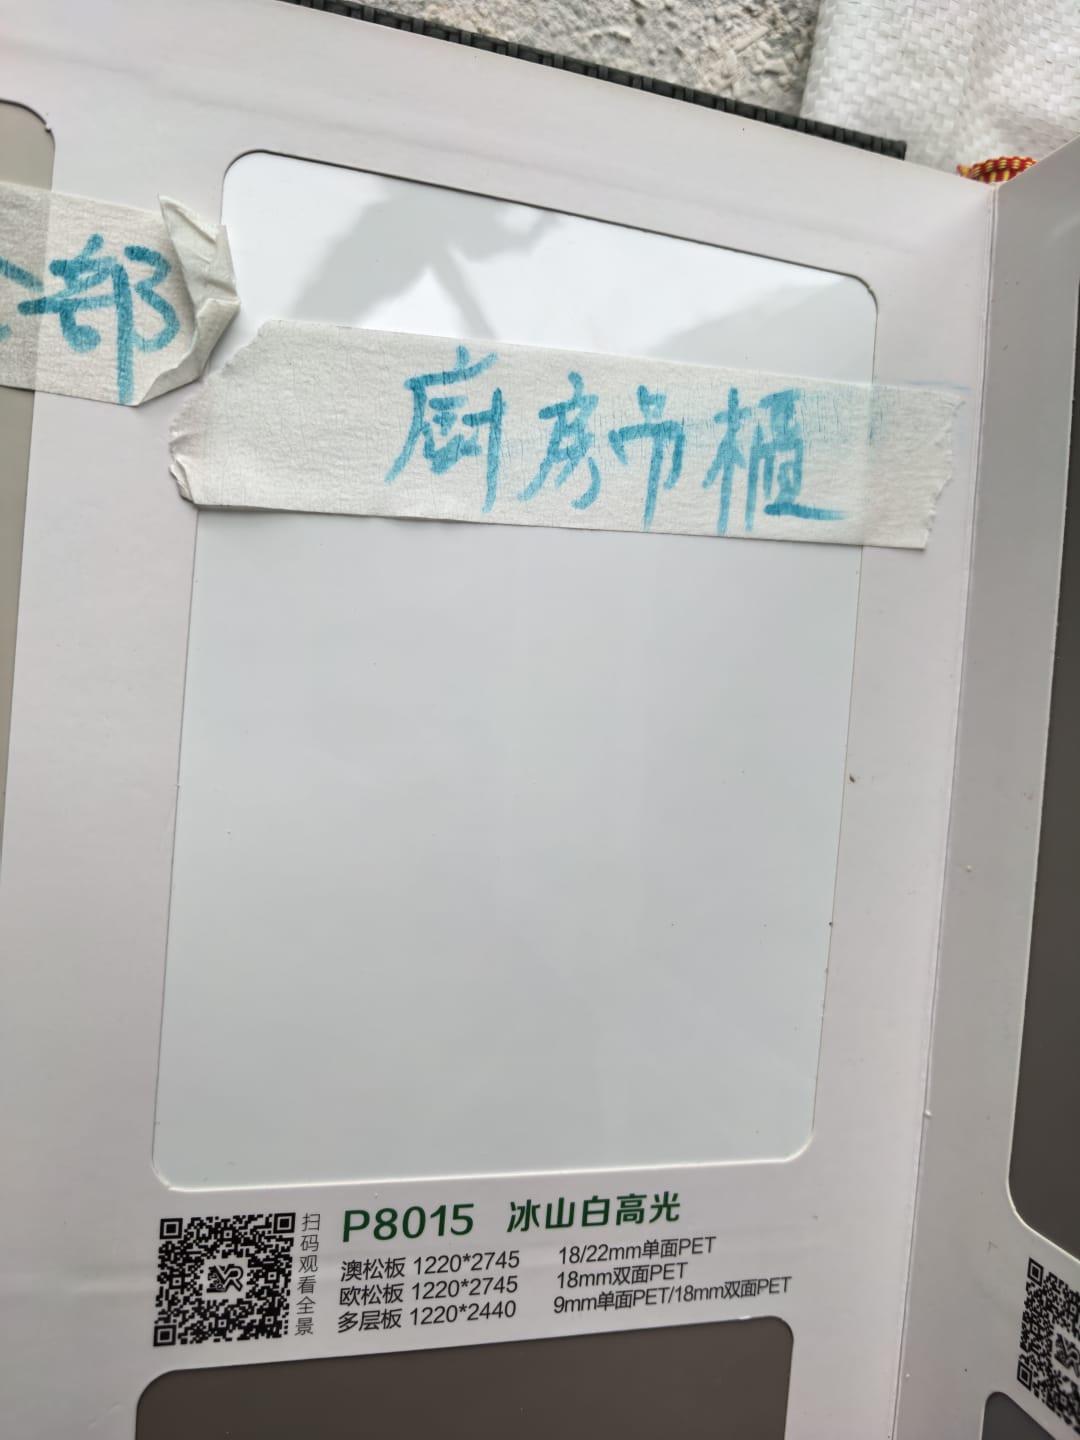 部
厨房吊櫃
扫码观看全景
P8015 冰山白高光
澳松板 1220*2745 18/22mm单面PET
欧松板 1220*2745 18mm双面PET
多层板 1220*2440 9mm单面PET/18mm双面PET